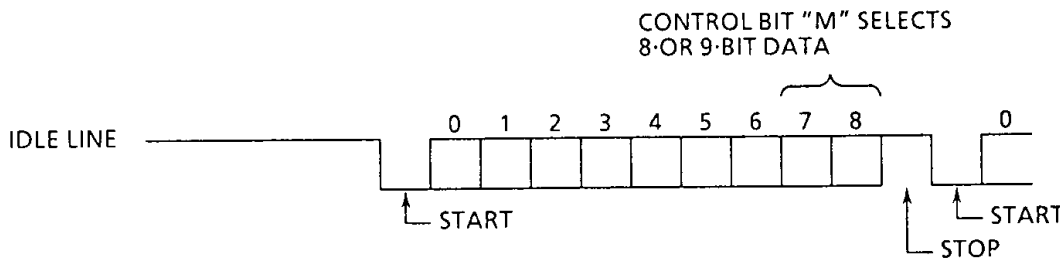 CONTROL BIT "M" SELECTS
8·OR 9·BIT DATA
0 1 2 3 4 5 6 7 8 0
IDLE LINE
START
START
STOP